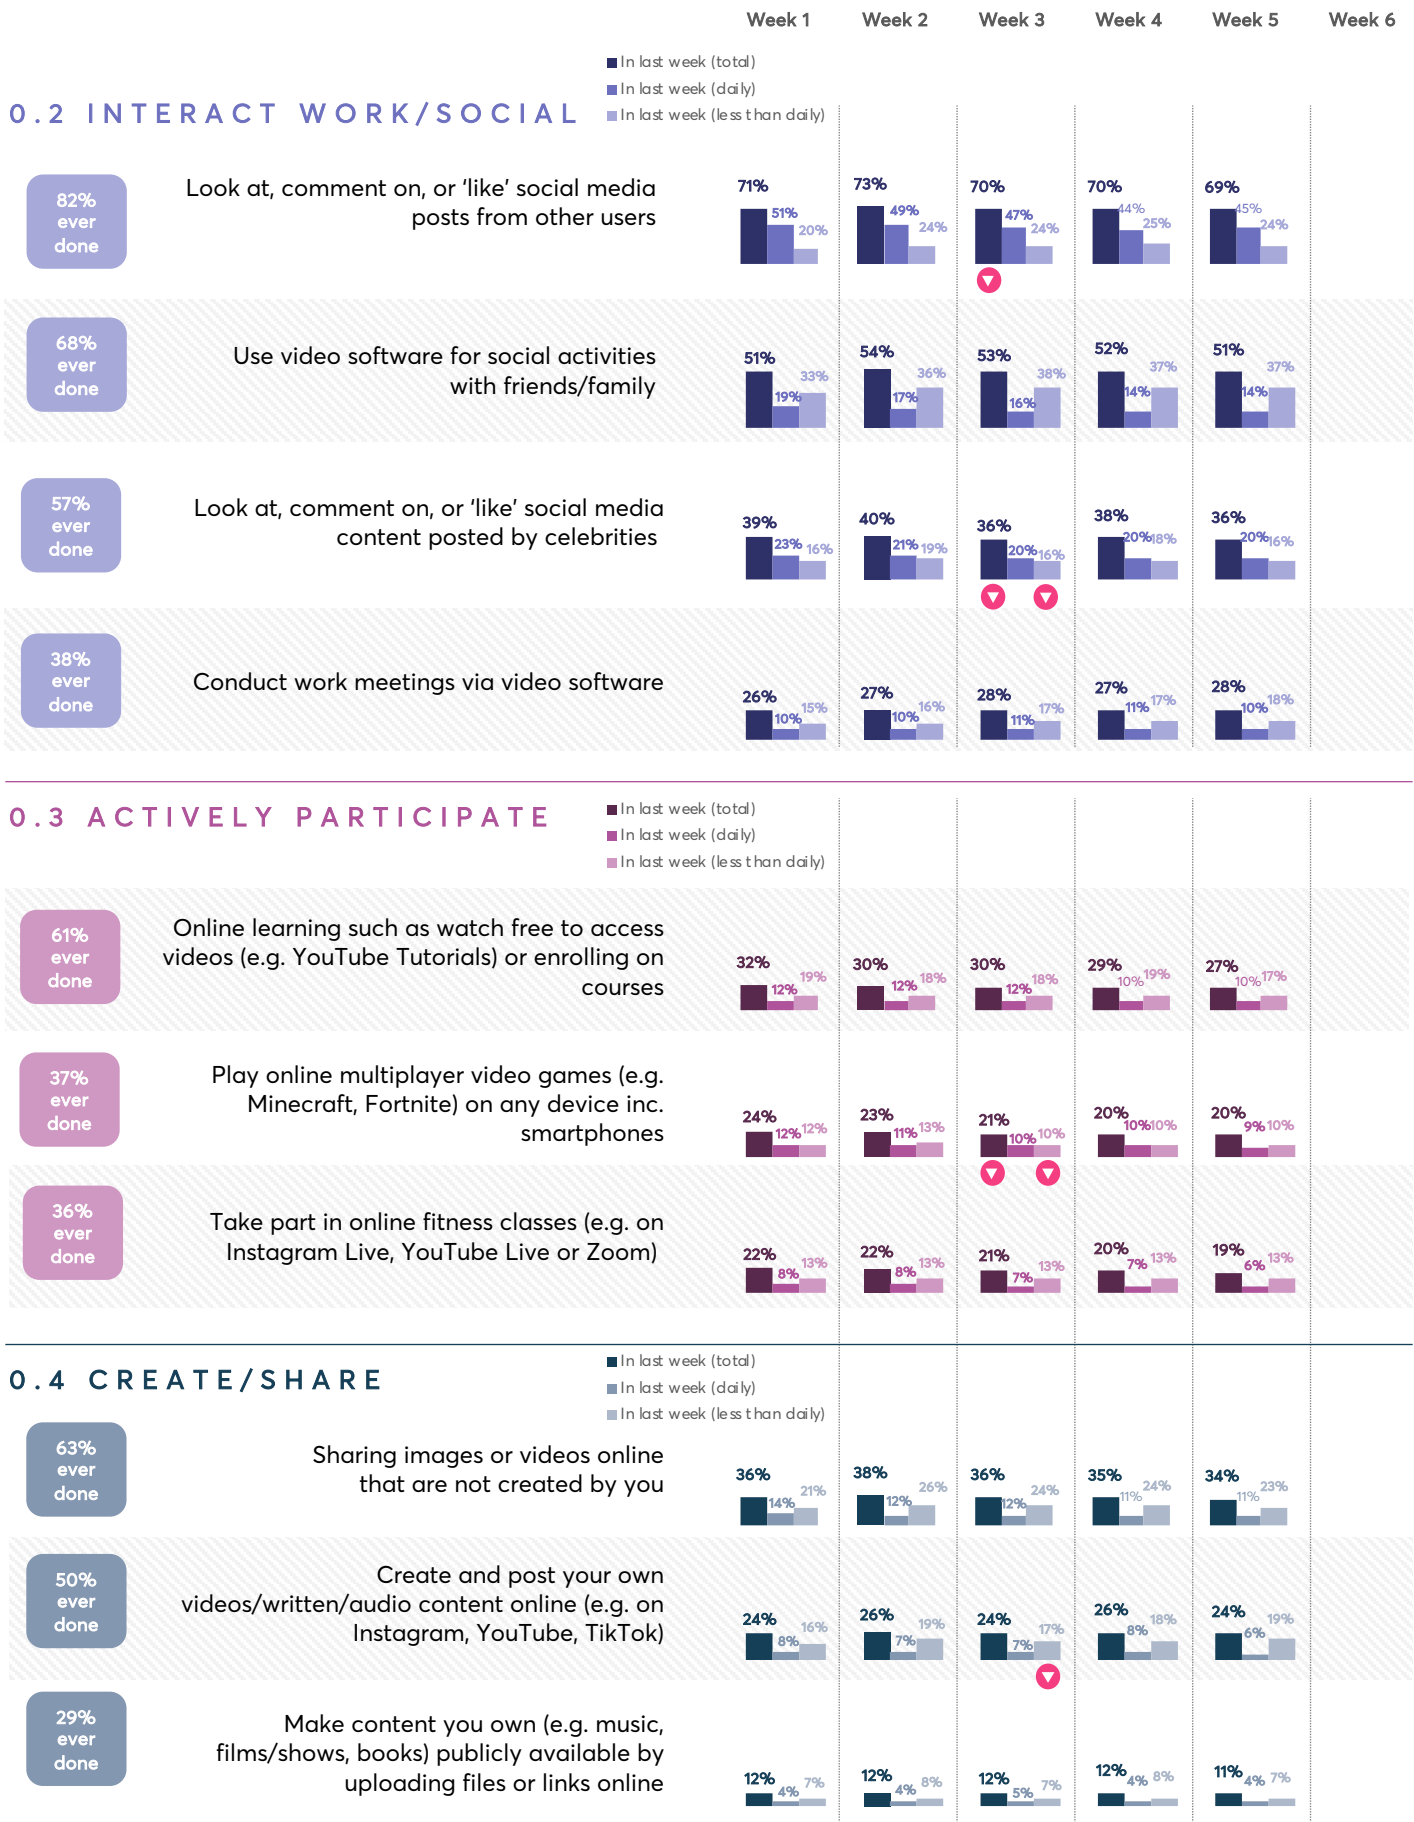 Week 1 Week 2 Week 3 Week 4 Week 5 Week 6
In last week (total)
In last week (daily)
In last week (less than daily)
0.2 INTERACT WORK/SOCIAL
82%
ever
done
Look at, comment on, or ‘like’ social media
posts from other users
71% 51% 20%
73% 49% 24%
70% 47% 24%
70% 44% 25%
69% 45% 24%
68%
ever
done
Use video software for social activities
with friends/family
51% 19% 33%
54% 17% 36%
53% 16% 38%
52% 14% 37%
51% 14% 37%
57%
ever
done
Look at, comment on, or ‘like’ social media
content posted by celebrities
39% 23% 16%
40% 21% 19%
36% 20% 16%
38% 20% 18%
36% 20% 16%
38%
ever
done
Conduct work meetings via video software
26% 10% 15%
27% 10% 16%
28% 11% 17%
27% 11% 17%
28% 10% 18%
0.3 ACTIVELY PARTICIPATE
In last week (total)
In last week (daily)
In last week (less than daily)
61%
ever
done
Online learning such as watch free to access
videos (e.g. YouTube Tutorials) or enrolling on
courses
32% 12% 19%
30% 12% 18%
30% 12% 18%
29% 10% 19%
27% 10% 17%
37%
ever
done
Play online multiplayer video games (e.g.
Minecraft, Fortnite) on any device inc.
smartphones
24% 12% 12%
23% 11% 13%
21% 10% 10%
20% 10% 10%
20% 9% 10%
36%
ever
done
Take part in online fitness classes (e.g. on
Instagram Live, YouTube Live or Zoom)
22% 8% 13%
22% 8% 13%
21% 7% 13%
20% 7% 13%
19% 6% 13%
0.4 CREATE/SHARE
In last week (total)
In last week (daily)
In last week (less than daily)
63%
ever
done
Sharing images or videos online
that are not created by you
36% 14% 21%
38% 12% 26%
36% 12% 24%
35% 11% 24%
34% 11% 23%
50%
ever
done
Create and post your own
videos/written/audio content online (e.g. on
Instagram, YouTube, TikTok)
24% 8% 16%
26% 7% 19%
24% 7% 17%
26% 8% 18%
24% 6% 19%
29%
ever
done
Make content you own (e.g. music,
films/shows, books) publicly available by
uploading files or links online
12% 4% 7%
12% 4% 8%
12% 5% 7%
12% 4% 8%
11% 4% 7%